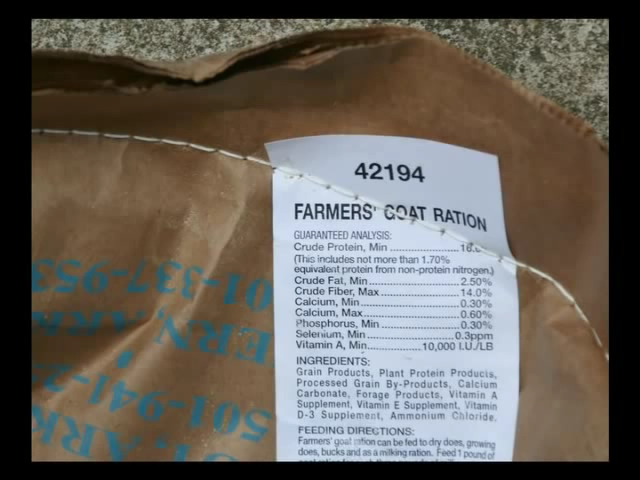 42194
FARMERS' GOAT RATION
GUARANTEED ANALYSIS:
Crude Protein, Min ............................ 16.
(This includes not more than 1.70%
equivalent protein from non-protein nitrogen.)
Crude Fat, Min ................................ 2.50%
Crude Fiber, Max ............................ 14.0%
Calcium, Min ................................. 0.30%
Calcium, Max ................................. 0.60%
Phosphorus, Min ............................ 0.30%
Selenium, Min ............................... 0.3ppm
Vitamin A, Min .................. 10,000 I.U./LB
INGREDIENTS:
Grain Products, Plant Protein Products,
Processed Grain By-Products, Calcium
Carbonate, Forage Products, Vitamin A
Supplement, Vitamin E Supplement, Vitamin
D-3 Supplement, Ammonium Chloride.
FEEDING DIRECTIONS:
Farmers' goat ration can be fed to dry does, growing
does, bucks and as a milking ration. Feed 1 pound of
ARK
501-941-2
ERN, ARK
01-337-953